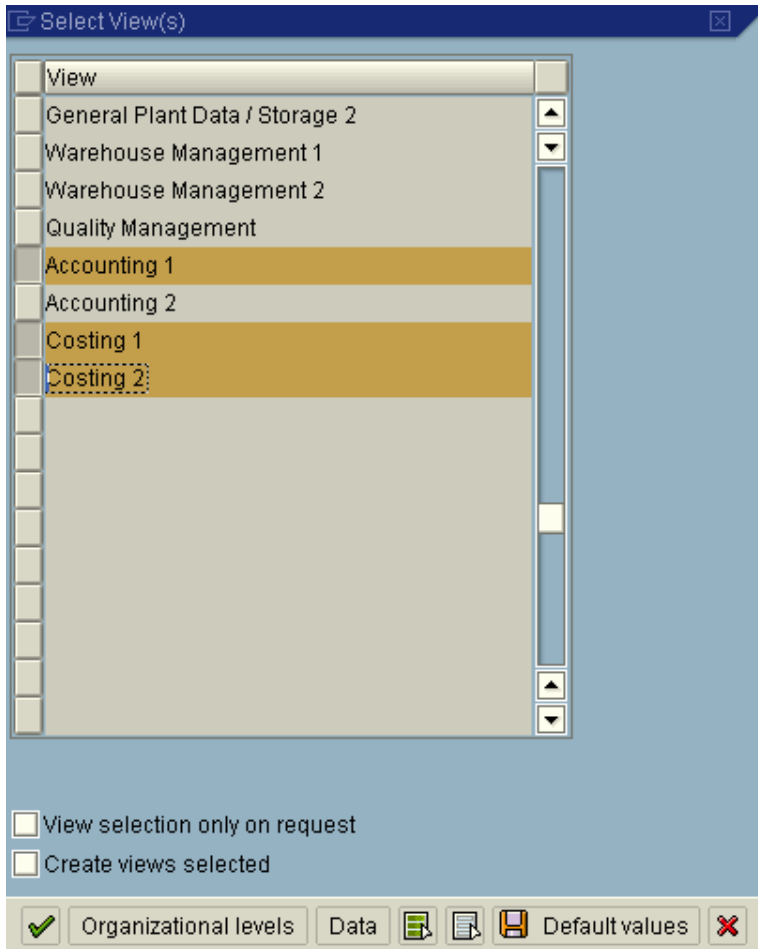 Select View(s)
View
General Plant Data / Storage 2
Warehouse Management 1
Warehouse Management 2
Quality Management
Accounting 1
Accounting 2
Costing 1
Costing 2
View selection only on request
Create views selected
Organizational levels Data Default values